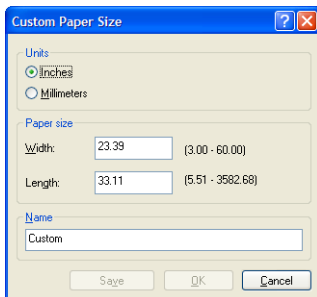 Custom Paper Size
Units
Inches
Millimeters
Paper size
Width: 23.39 (3.00 - 60.00)
Length: 33.11 (5.51 - 3582.68)
Name
Custom
Save OK Cancel